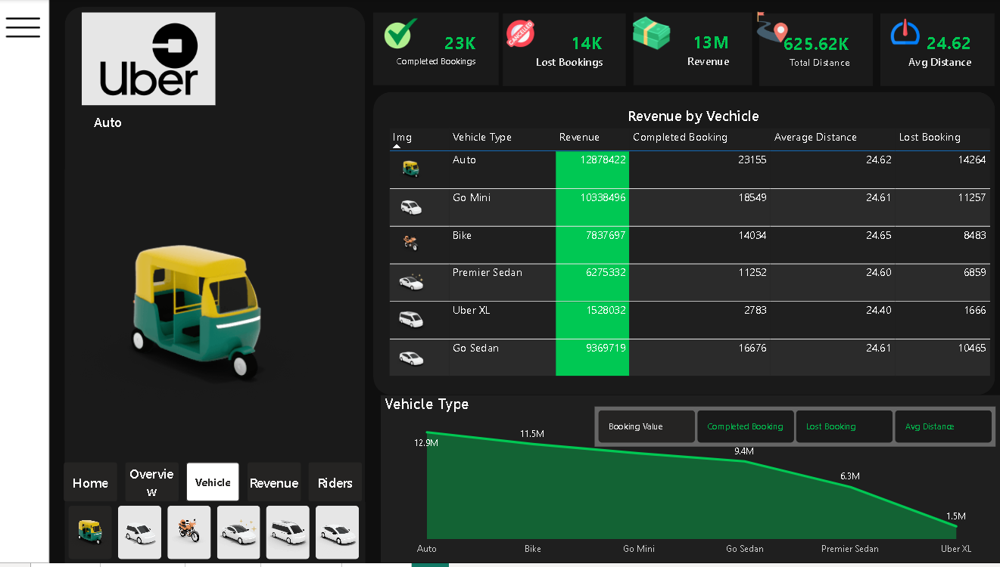 Uber
Auto
23K
Completed Bookings
CANCELLED
14K
Lost Bookings
13M
Revenue
625.62K
Total Distance
24.62
Avg Distance
Revenue by Vechicle
Img Vehicle Type Revenue Completed Booking Average Distance Lost Booking
Auto 12878422 23155 24.62 14264
Go Mini 10338496 18549 24.61 11257
Bike 7837697 14034 24.65 8483
Premier Sedan 6275332 11252 24.60 6859
Uber XL 1528032 2783 24.40 1666
Go Sedan 9369719 16676 24.61 10465
Vehicle Type
Booking Value Completed Booking Lost Booking Avg Distance
12.9M 11.5M 9.4M 6.3M 1.5M
Auto Bike Go Mini Go Sedan Premier Sedan Uber XL
Home Overvie Vehicle Revenue Riders
w